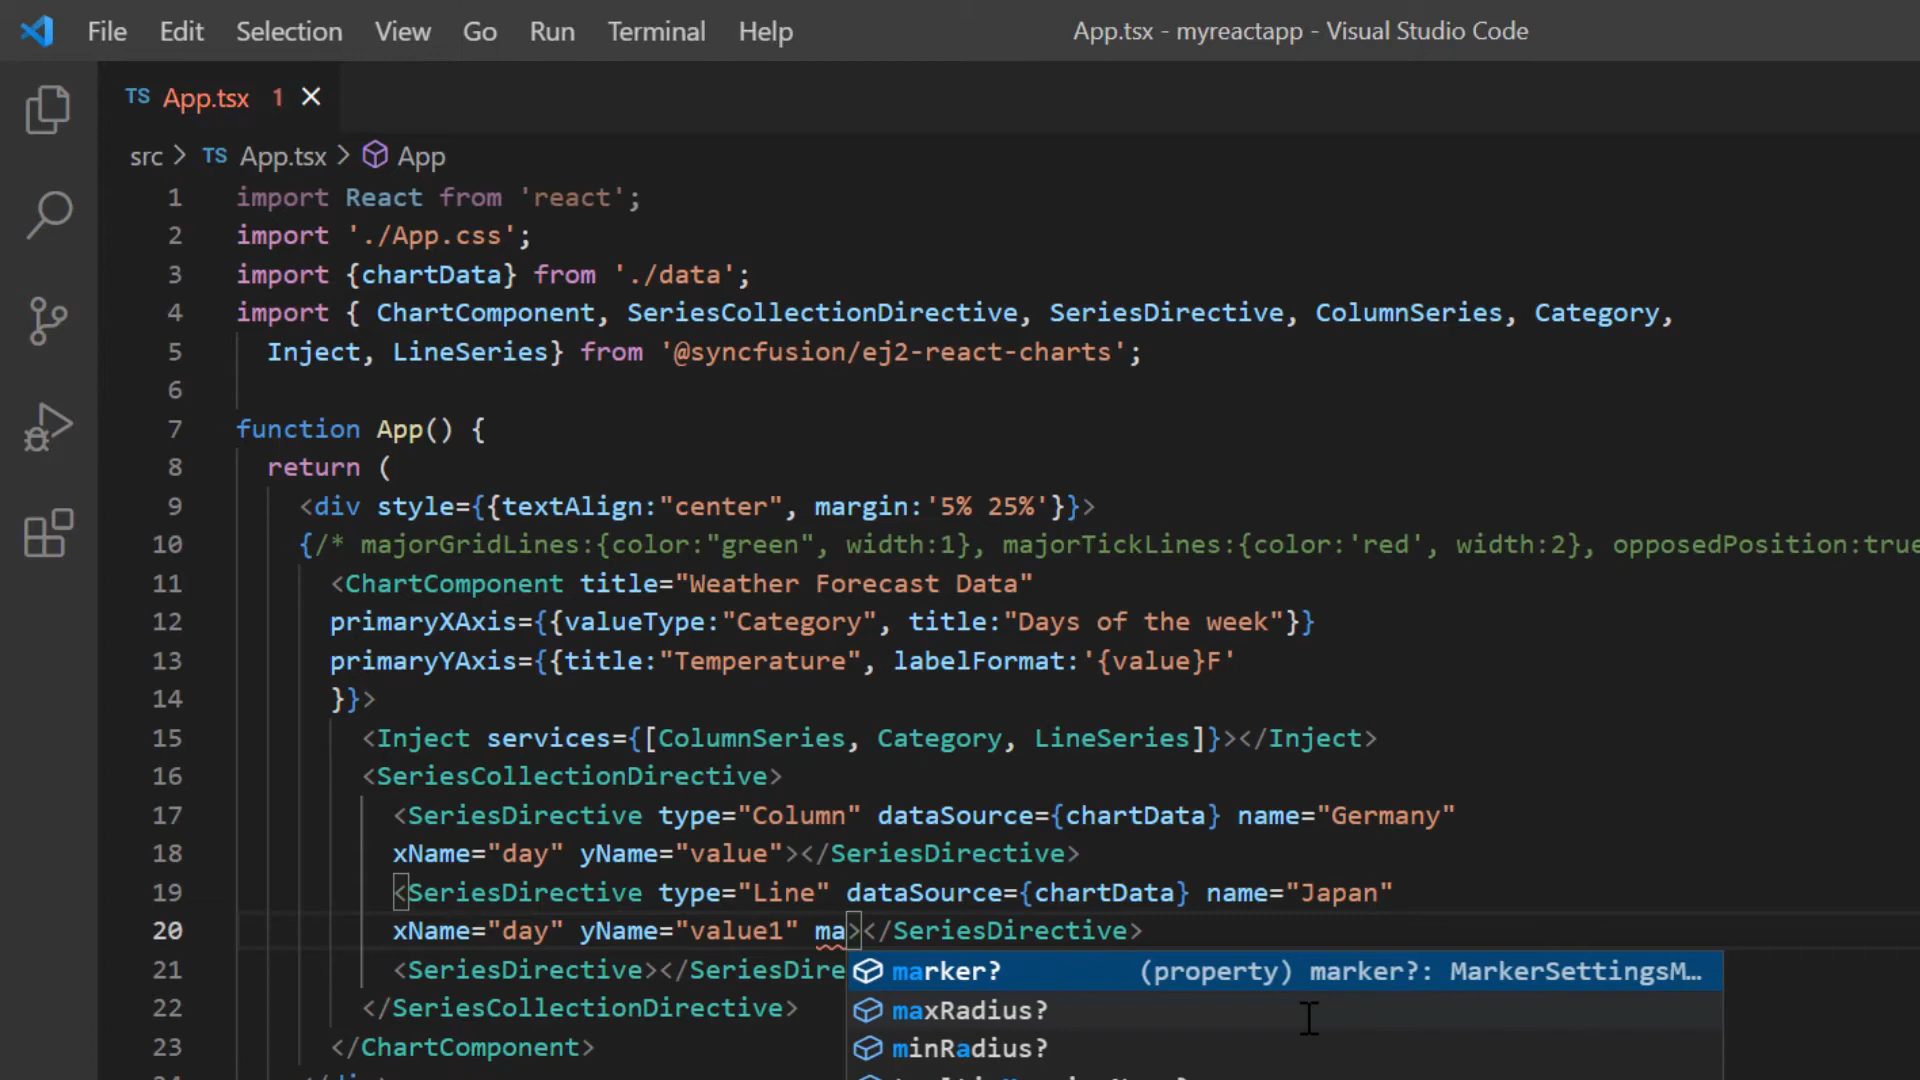 File Edit Selection View Go Run Terminal Help App.tsx - myreactapp - Visual Studio Code
TS App.tsx 1
src > TS App.tsx > App
1 import React from 'react';
2 import './App.css';
3 import {chartData} from './data';
4 import { ChartComponent, SeriesCollectionDirective, SeriesDirective, ColumnSeries, Category,
5 Inject, LineSeries} from '@syncfusion/ej2-react-charts';
6
7 function App() {
8 return (
9 <div style={{textAlign:"center", margin:'5% 25%'}}>
10 {/* majorGridLines:{color:"green", width:1}, majorTickLines:{color:'red', width:2}, opposedPosition:true
11 <ChartComponent title="Weather Forecast Data"
12 primaryXAxis={{valueType:"Category", title:"Days of the week"}}
13 primaryYAxis={{title:"Temperature", labelFormat:'{value}F'
14 }}>
15 <Inject services={[ColumnSeries, Category, LineSeries]}></Inject>
16 <SeriesCollectionDirective>
17 <SeriesDirective type="Column" dataSource={chartData} name="Germany"
18 xName="day" yName="value"></SeriesDirective>
19 <SeriesDirective type="Line" dataSource={chartData} name="Japan"
20 xName="day" yName="value1" ma></SeriesDirective>
21 <SeriesDirective></SeriesDire
marker? (property) marker?: MarkerSettingsM…
maxRadius?
22 </SeriesCollectionDirective>
23 </ChartComponent>
minRadius?